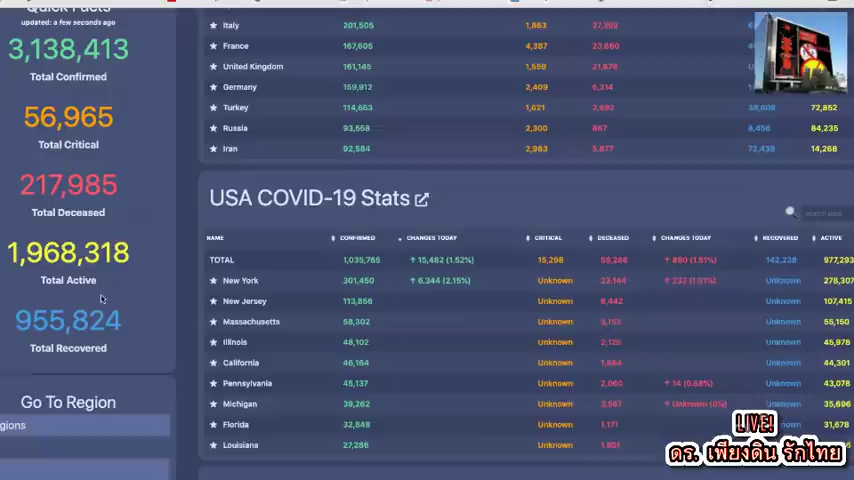 Quick Facts
updated: a few seconds ago
3,138,413
Total Confirmed
56,965
Total Critical
217,985
Total Deceased
1,968,318
Total Active
955,824
Total Recovered
Go To Region
gions
Italy 201,505 1,863 27,359
France 167,605 4,387 23,660
United Kingdom 161,145 1,559 21,678
Germany 159,912 2,409 6,314
Turkey 114,653 1,621 2,992 38,809 72,852
Russia 93,568 2,300 867 8,456 84,235
Iran 92,584 2,983 5,877 72,439 14,268
USA COVID-19 Stats
NAME CONFIRMED CHANGES TODAY CRITICAL DECEASED CHANGES TODAY RECOVERED ACTIVE
TOTAL 1,035,765 ↑ 15,482 (1.52%) 15,298 59,266 ↑ 860 (1.51%) 142,238 977,293
New York 301,450 ↑ 6,344 (2.15%) Unknown 23,144 ↑ 232 (1.01%) Unknown 278,307
New Jersey 113,856 Unknown 6,442 Unknown 107,415
Massachusetts 58,302 Unknown 3,153 Unknown 55,150
Illinois 48,102 Unknown 2,125 Unknown 45,976
California 46,164 Unknown 1,864 Unknown 44,301
Pennsylvania 45,137 Unknown 2,060 ↑ 14 (0.68%) Unknown 43,078
Michigan 39,262 Unknown 3,567 ↑ Unknown (0%) Unknown 35,696
Florida 32,848 Unknown 1,171 31,678
Louisiana 27,286 Unknown 1,801
LIVE!
ดร. เพียงดิน รักไทย